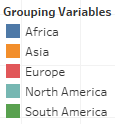 Grouping Variables
Africa
Asia
Europe
North America
South America